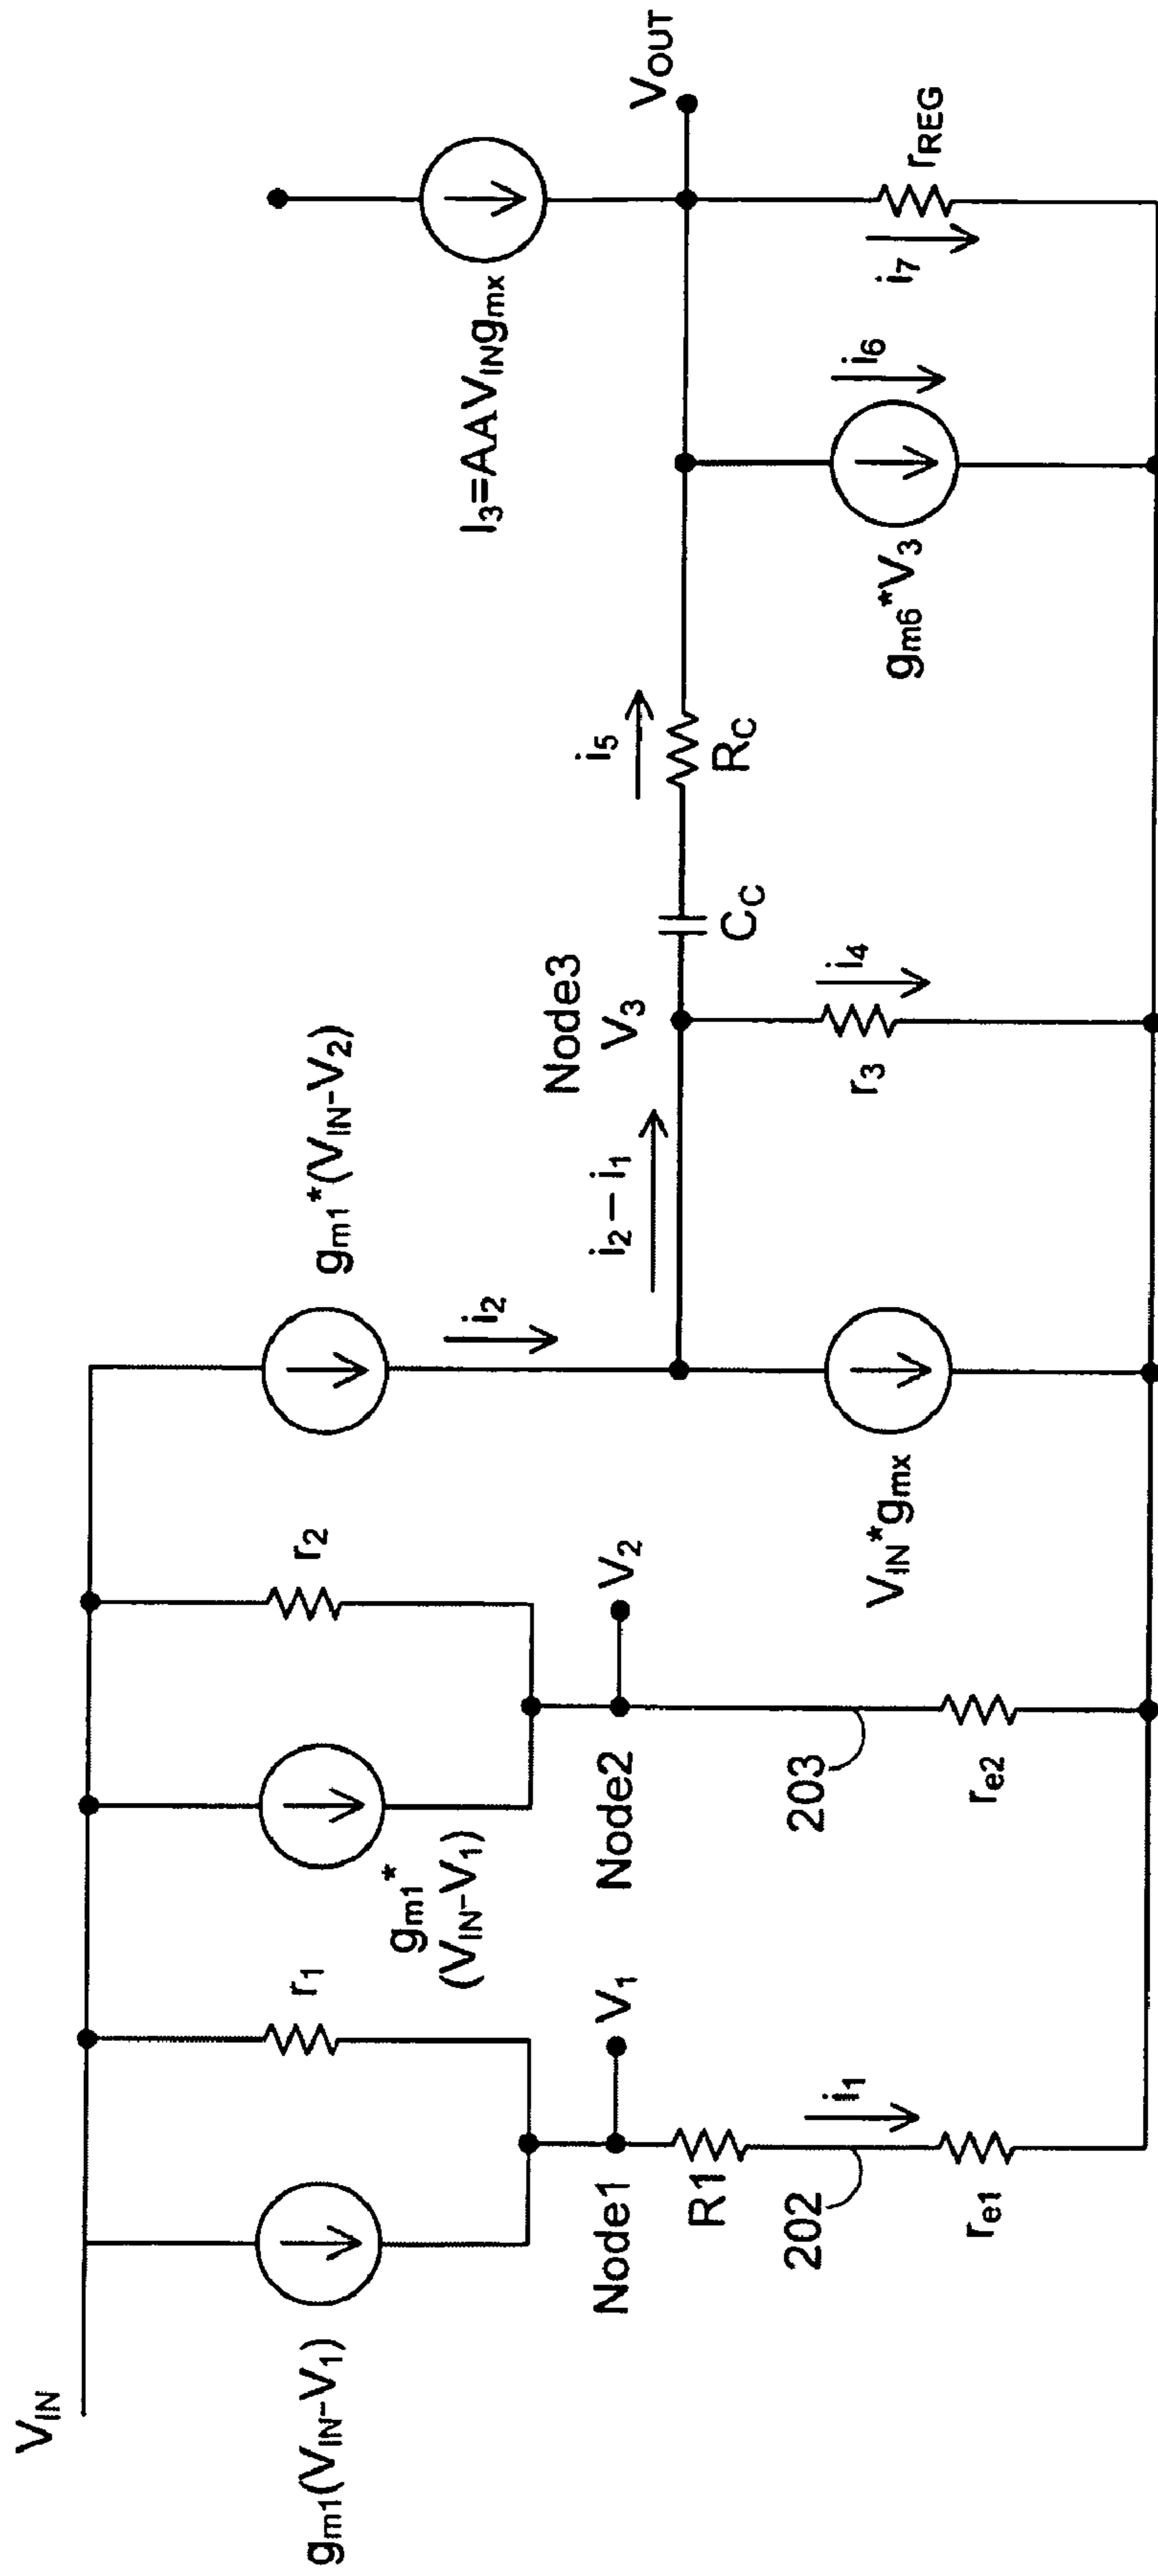 V_IN
g_m1(V_IN-V_1)
r_1
g_m1*
(V_IN-V_1)
r_2
g_m1*(V_IN-V_2)
i_2
I_3=AAV_INg_mx
V_OUT
Node1
V_1
R1
202
i_1
r_e1
Node2
V_2
203
r_e2
V_IN*g_mx
i_2-i_1
Node3
V_3
r_3
i_4
C_C
R_C
i_5
g_m6*V_3
i_6
i_7
r_REG